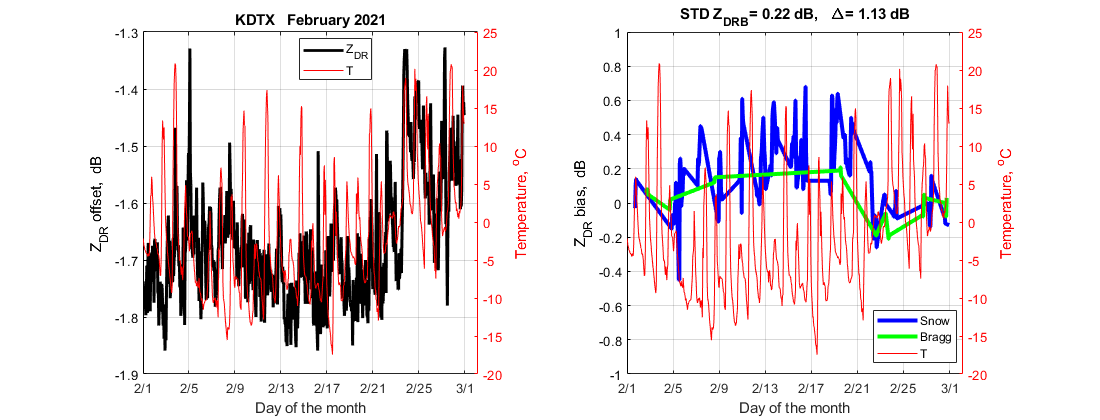 KDTX February 2021
-1.3
-1.4
-1.5
-1.6
-1.7
-1.8
-1.9
Z_DR offset, dB
Z_DR
T
25
20
15
10
5
0
-5
-10
-15
-20
Temperature, °C
2/1 2/5 2/9 2/13 2/17 2/21 2/25 3/1
Day of the month
STD Z_DRB = 0.22 dB, Δ = 1.13 dB
1
0.8
0.6
0.4
0.2
0
-0.2
-0.4
-0.6
-0.8
-1
Z_DR bias, dB
Snow
Bragg
T
25
20
15
10
5
0
-5
-10
-15
-20
Temperature, °C
2/1 2/5 2/9 2/13 2/17 2/21 2/25 3/1
Day of the month